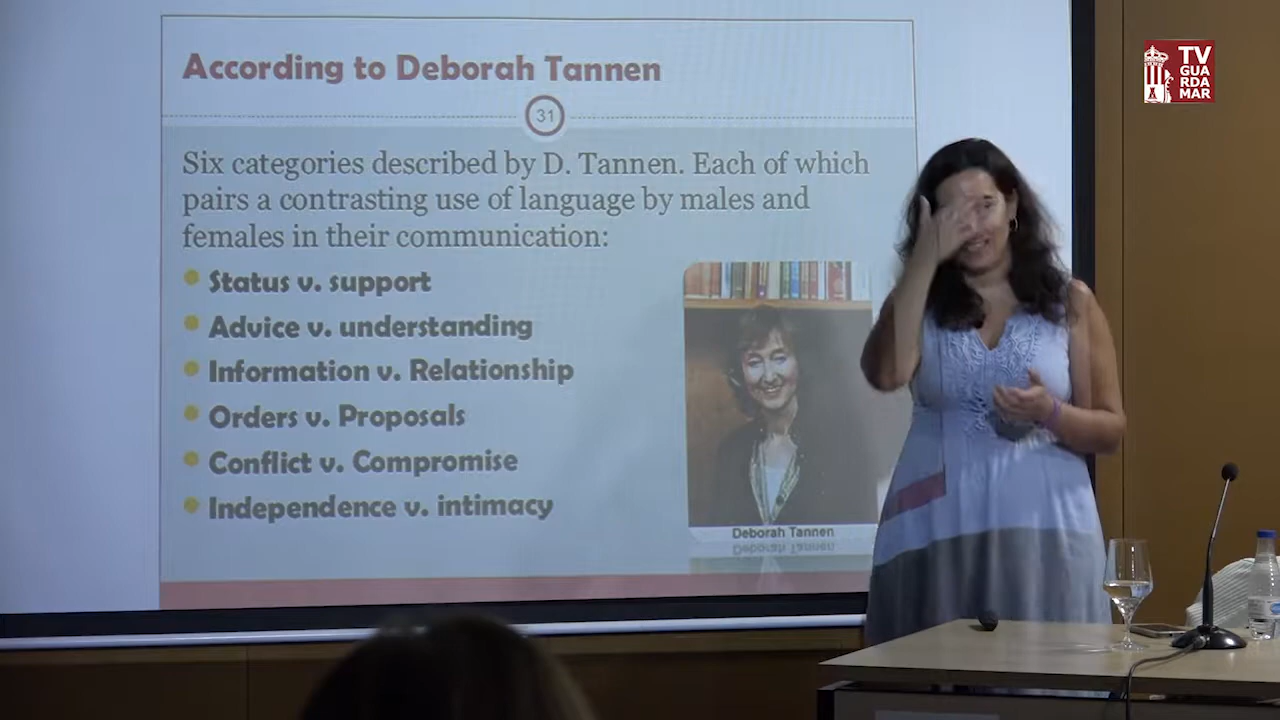 According to Deborah Tannen
31
Six categories described by D. Tannen. Each of which
pairs a contrasting use of language by males and
females in their communication:
Status v. support
Advice v. understanding
Information v. Relationship
Orders v. Proposals
Conflict v. Compromise
Independence v. intimacy
Deborah Tannen
TV
GUA
RDA
MAR